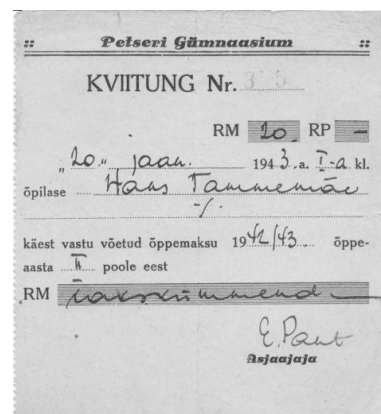 :: Petseri Gümnaasium ::
KVIITUNG Nr. 375
RM 20. RP —
„ 20. " jaan. 1943. a. I-a kl.
õpilase Hans Tammemäe
-/.
käest vastu võetud õppemaksu 1942/43 õppe-
aasta II poole eest
RM kakskümmend —
E. Pant
Asjaajaja